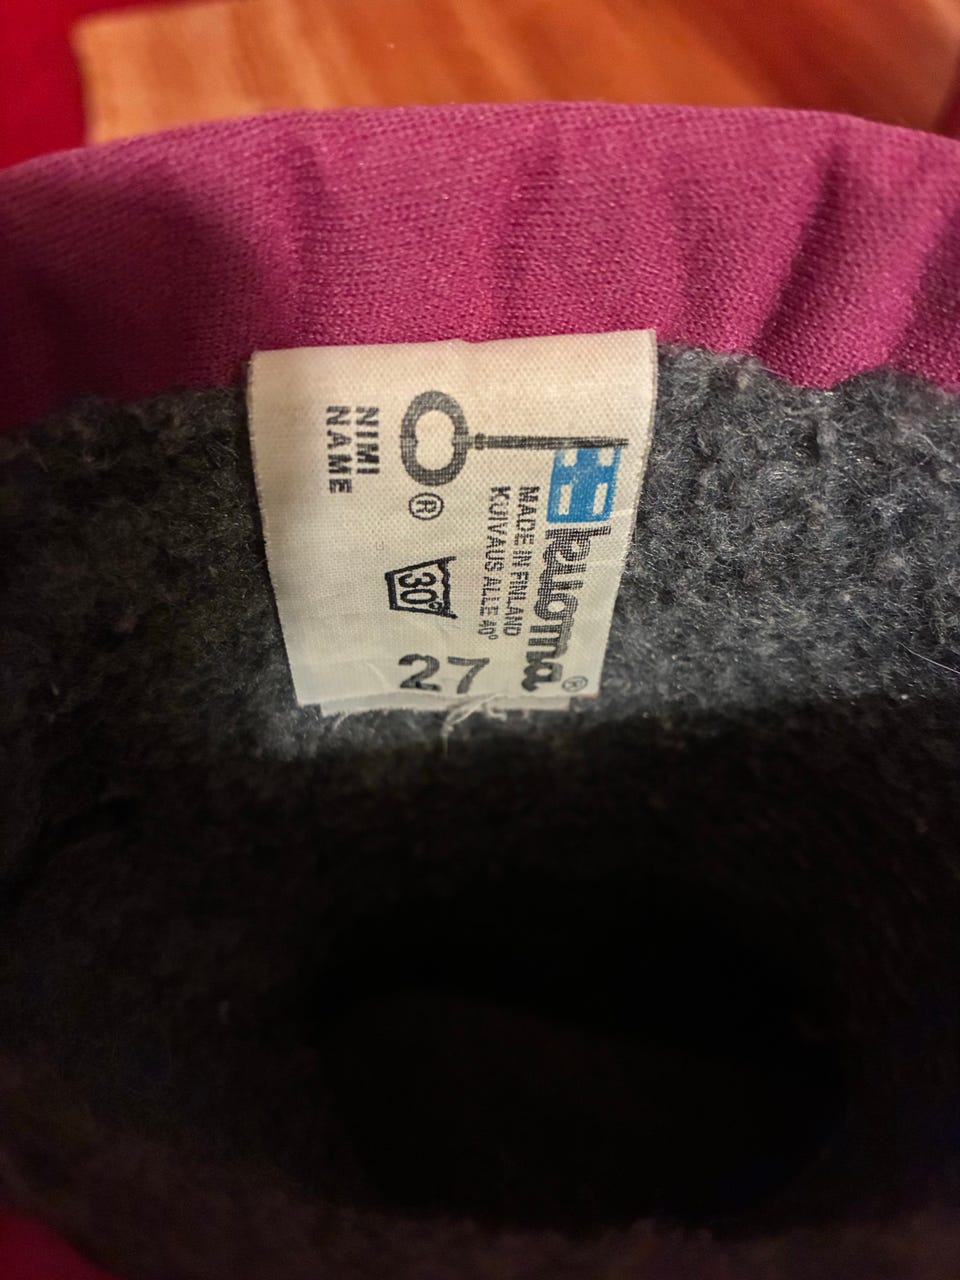 kuoma®
MADE IN FINLAND
KUIVAUS ALLE 40°
®
30°
27
NIMI
NAME